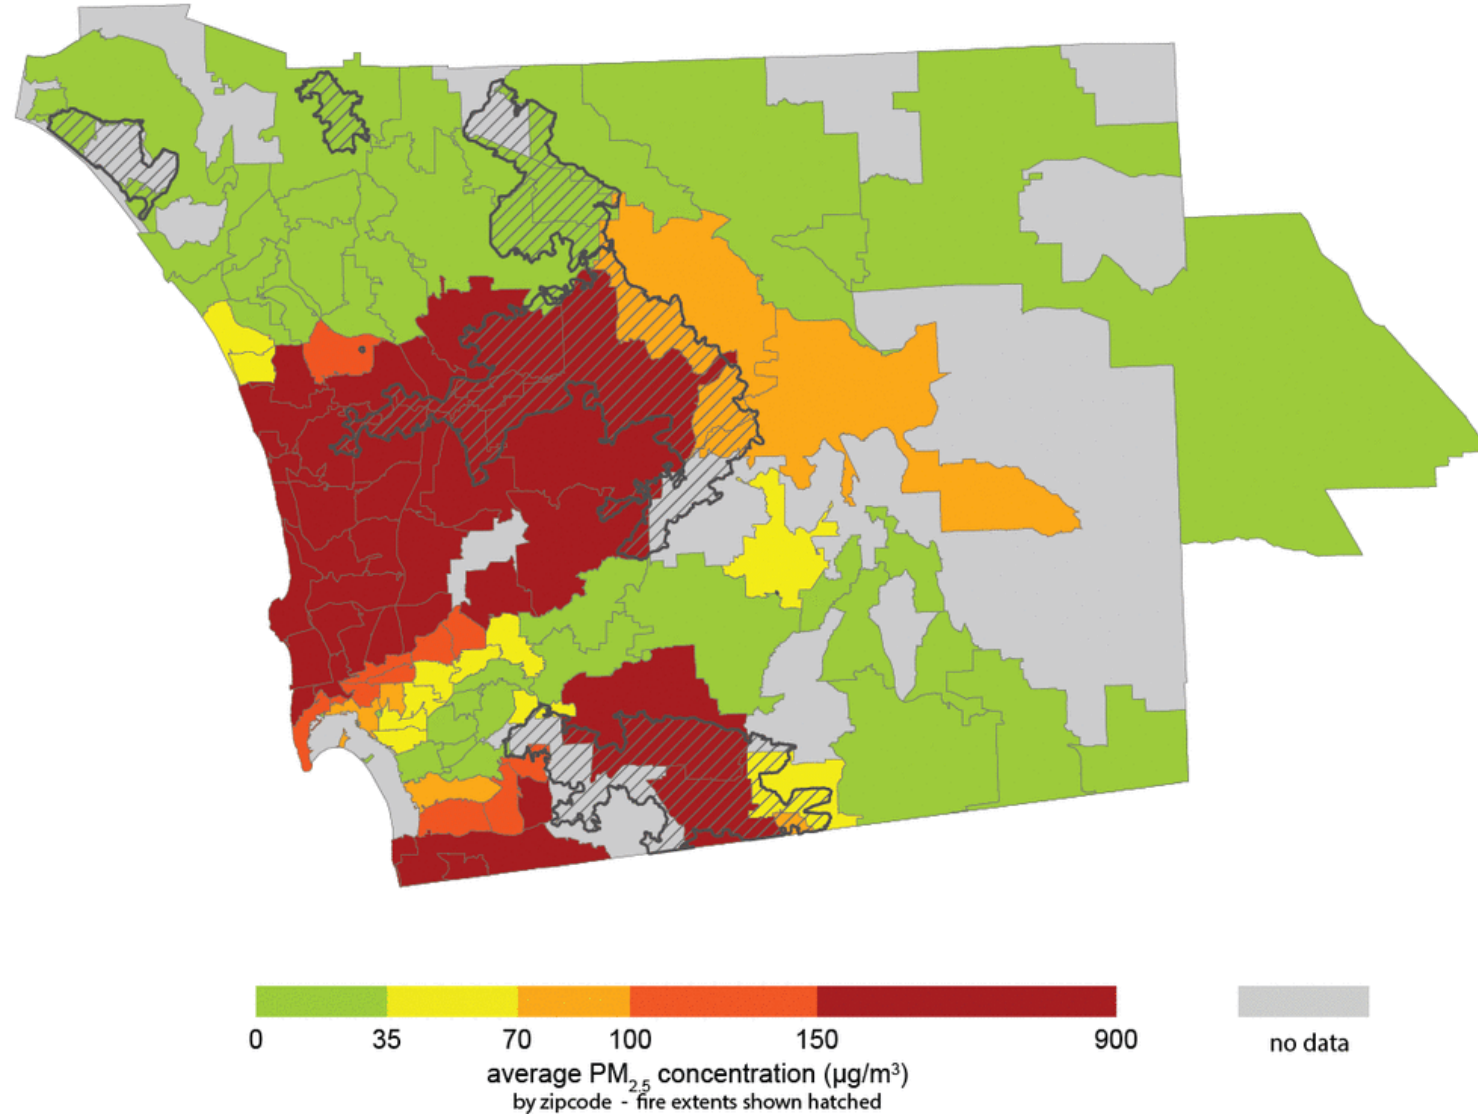 0 35 70 100 150 900
no data
average PM2.5 concentration (µg/m³)
by zipcode - fire extents shown hatched